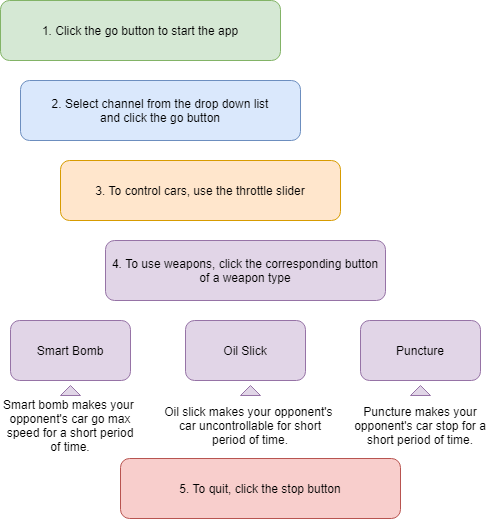 1. Click the go button to start the app
2. Select channel from the drop down list
and click the go button
3. To control cars, use the throttle slider
4. To use weapons, click the corresponding button
of a weapon type
Smart Bomb
Oil Slick
Puncture
Smart bomb makes your
opponent's car go max
speed for a short period
of time.
Oil slick makes your opponent's
car uncontrollable for short
period of time.
Puncture makes your
opponent's car stop for a
short period of time.
5. To quit, click the stop button